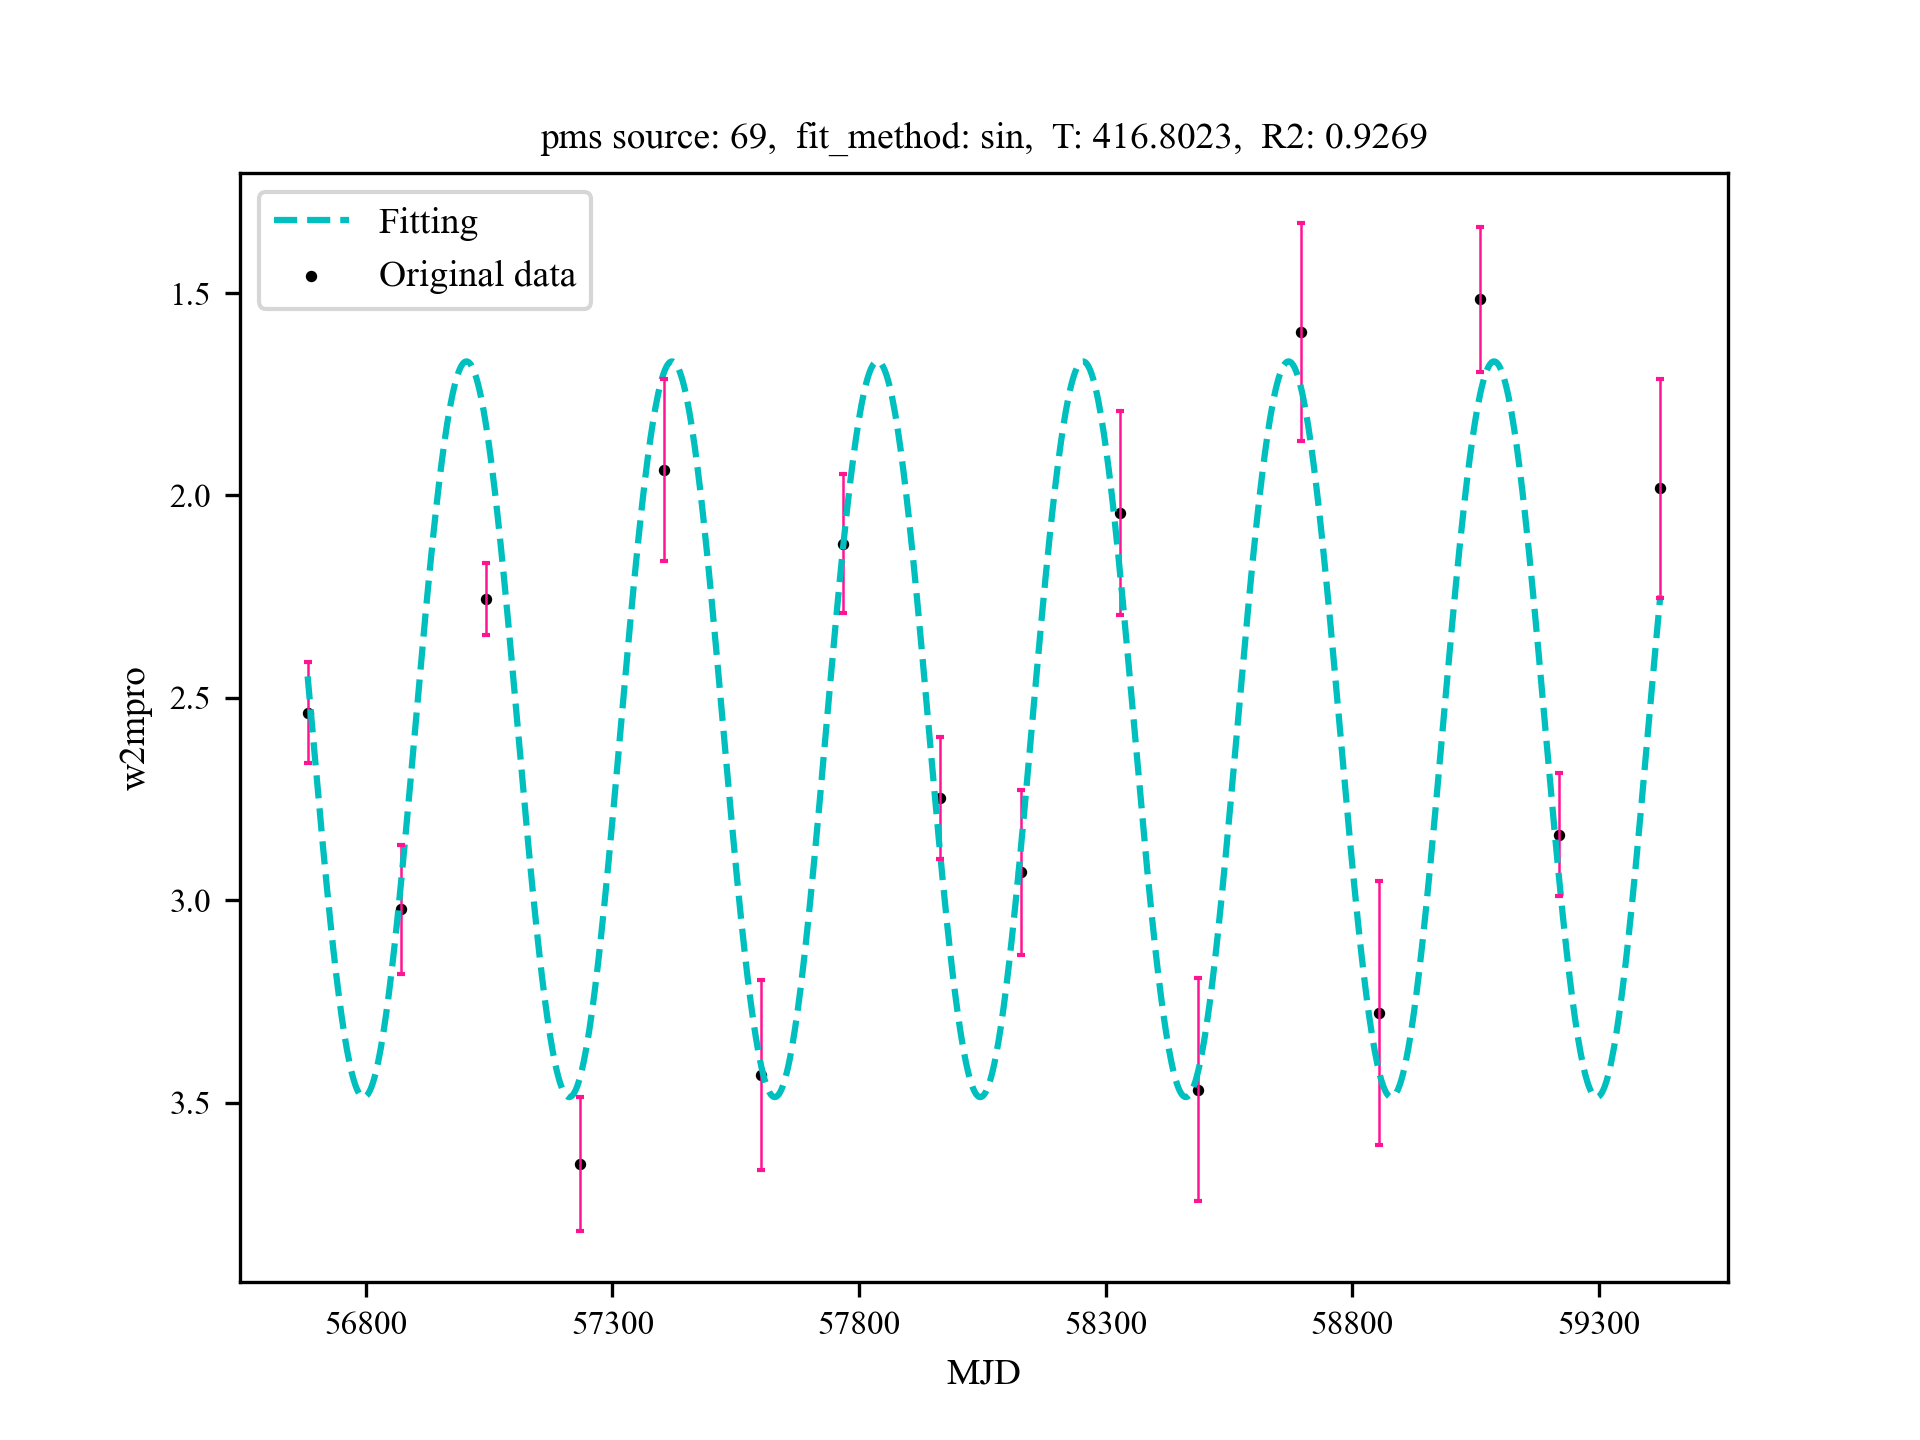 pms source: 69,  fit_method: sin,  T: 416.8023,  R2: 0.9269
Fitting
Original data
1.5
2.0
2.5
3.0
3.5
w2mpro
56800
57300
57800
58300
58800
59300
MJD